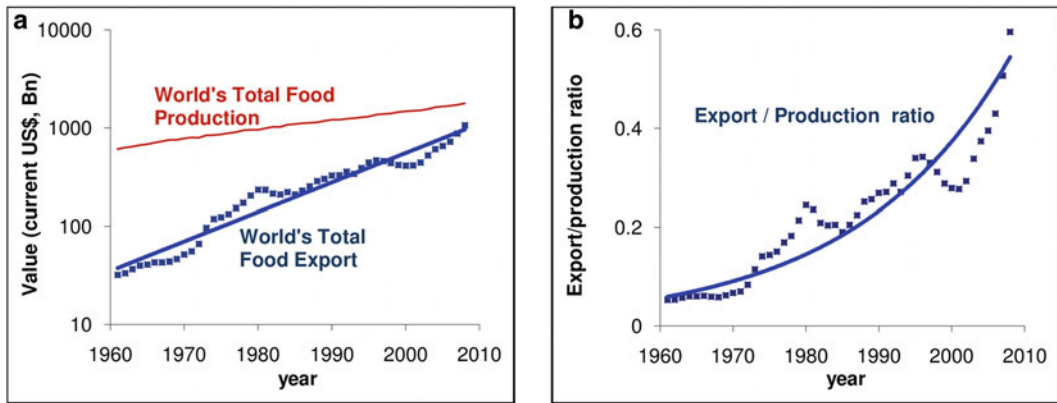 a
10000
1000
100
10
Value (current US$, Bn)
World's Total Food
Production
World's Total
Food Export
1960
1970
1980
1990
2000
2010
year
b
0.6
0.4
0.2
0
Export/production ratio
Export / Production ratio
1960
1970
1980
1990
2000
2010
year